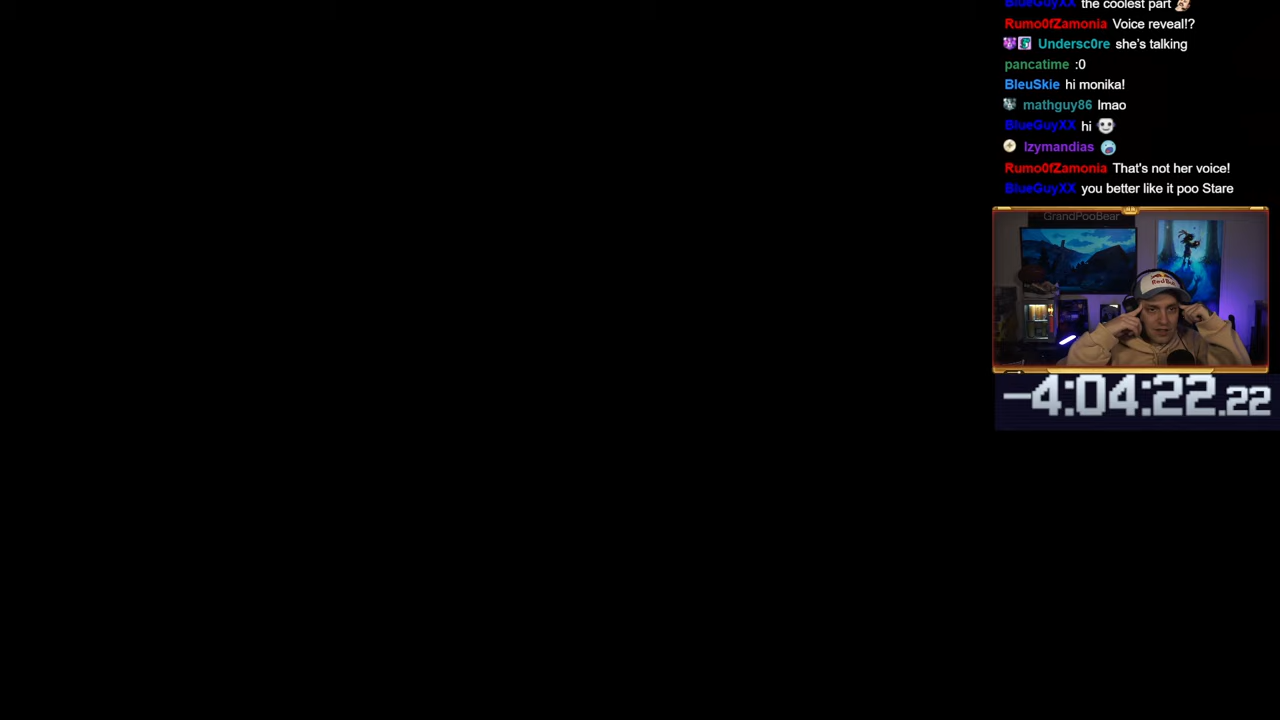 BlueGuyXX the coolest part
Rumo0fZamonia Voice reveal!?
Undersc0re she's talking
pancatime :0
BleuSkie hi monika!
mathguy86 lmao
BlueGuyXX hi
Izymandias
Rumo0fZamonia That's not her voice!
BlueGuyXX you better like it poo Stare
GrandPooBear
Red Bull
−4:04:22.22